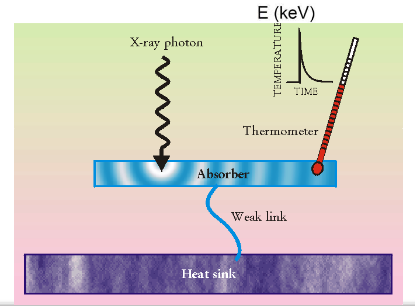 E (keV)
X-ray photon
TEMPERATURE
TIME
Thermometer
Absorber
Weak link
Heat sink